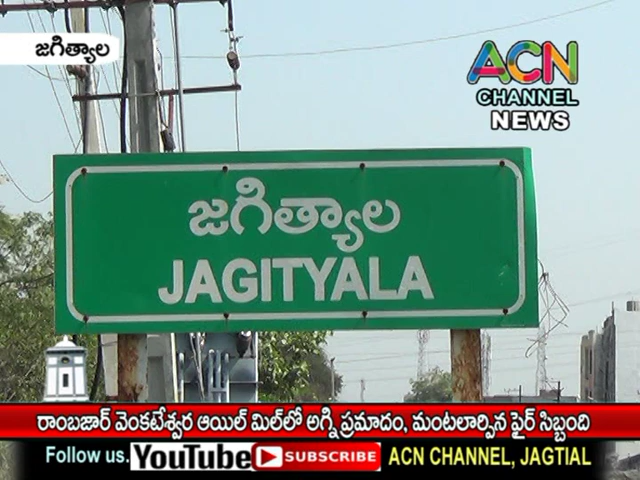 జగిత్యాల
ACN
CHANNEL
NEWS
జగిత్యాల
JAGITYALA
రాంబజార్ వెంకటేశ్వర ఆయిల్ మిల్‌లో అగ్ని ప్రమాదం, మంటలార్పిన ఫైర్ సిబ్బంది
Follow us. YouTube SUBSCRIBE ACN CHANNEL, JAGTIAL